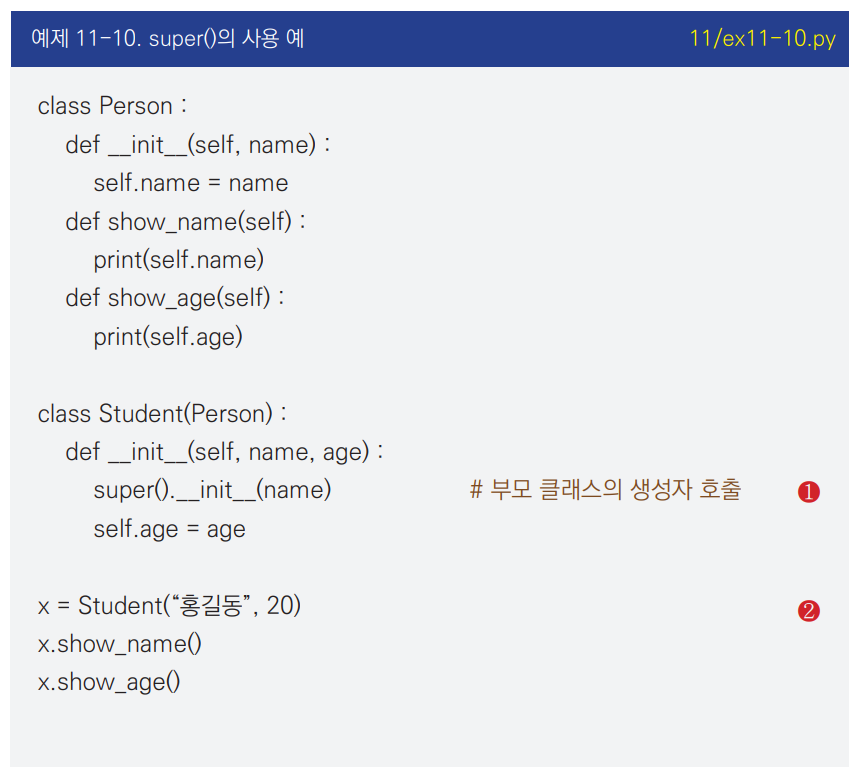 예제 11-10. super()의 사용 예 11/ex11-10.py
class Person :
def __init__(self, name) :
self.name = name
def show_name(self) :
print(self.name)
def show_age(self) :
print(self.age)
class Student(Person) :
def __init__(self, name, age) :
super().__init__(name) # 부모 클래스의 생성자 호출 ❶
self.age = age
x = Student(“홍길동”, 20) ❷
x.show_name()
x.show_age()